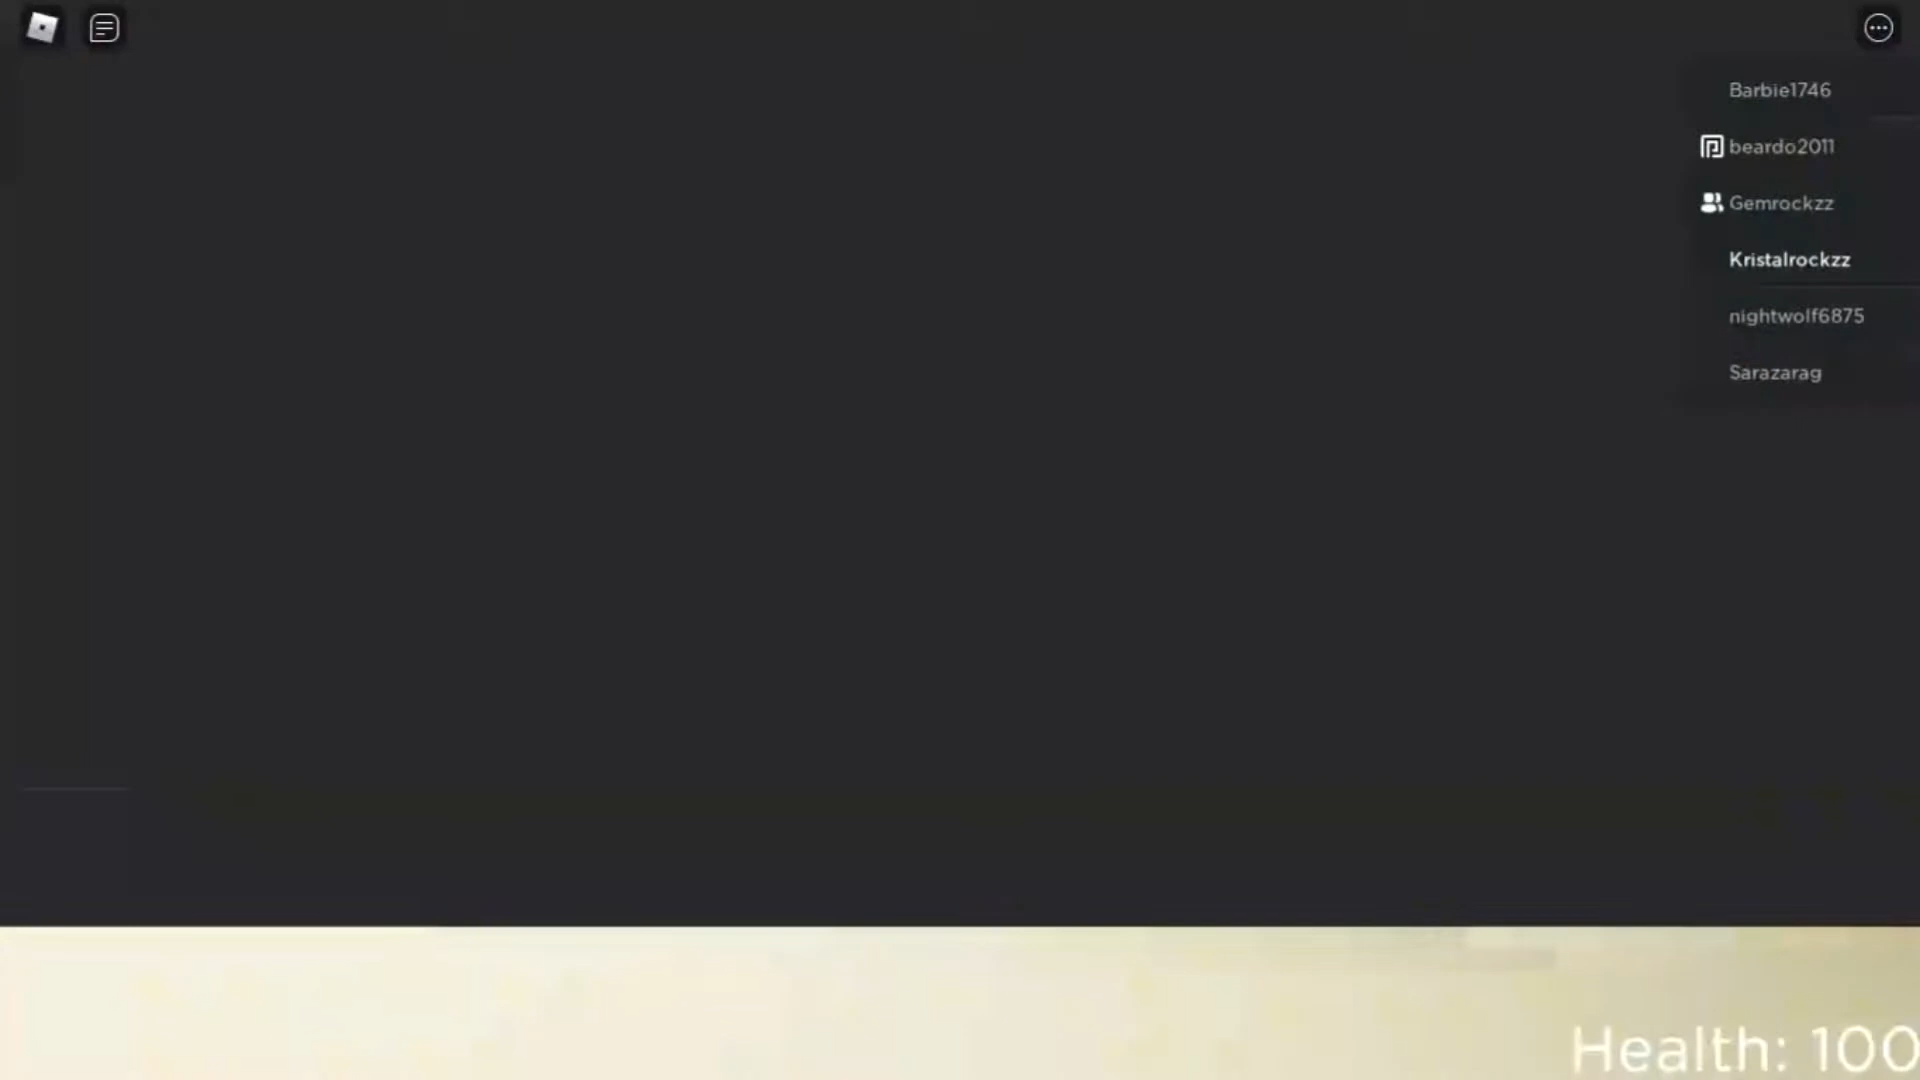 Barbie1746
beardo2011
Gemrockzz
Kristalrockzz
nightwolf6875
Sarazarag
Health: 100